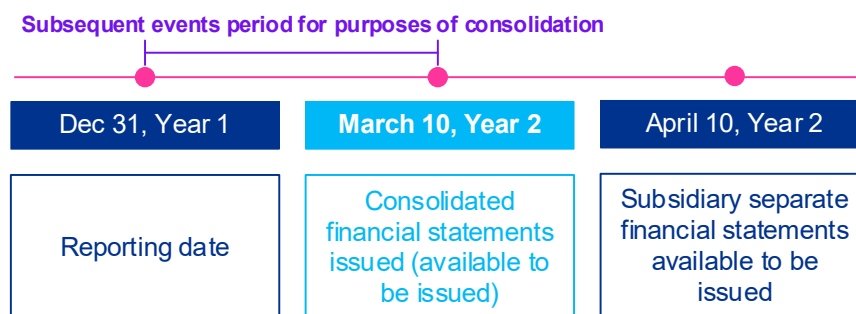 Subsequent events period for purposes of consolidation
Dec 31, Year 1
March 10, Year 2
April 10, Year 2
Reporting date
Consolidated
financial statements
issued (available to
be issued)
Subsidiary separate
financial statements
available to be
issued